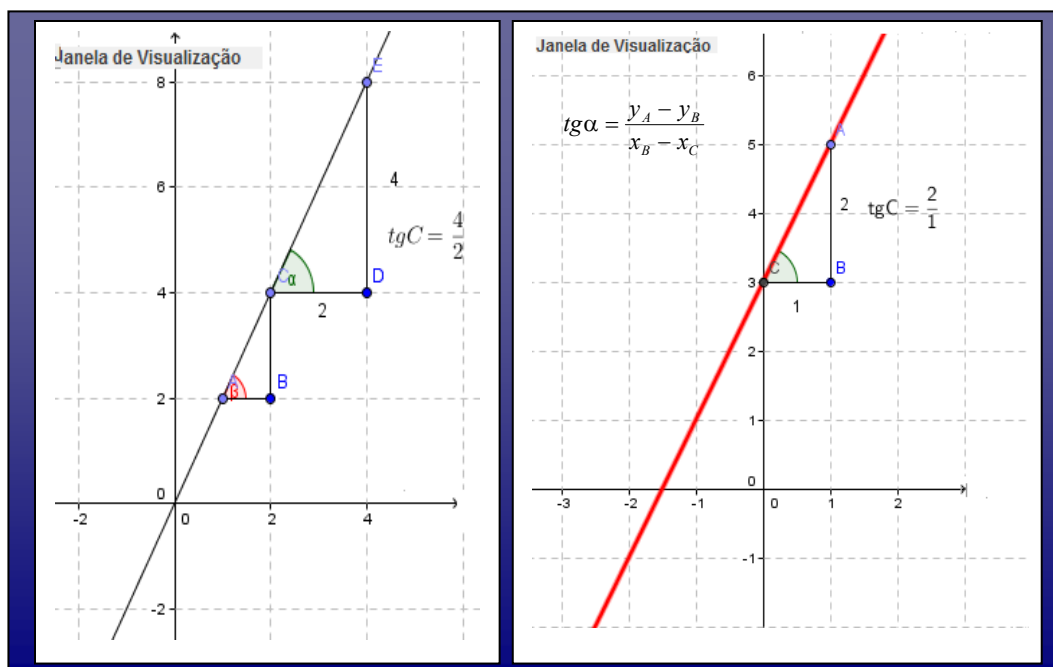 Janela de Visualização
E
8
4
6
tgC = 4/2
C α
D
4
2
A
β
B
2
0
-2 0 2 4
-2
Janela de Visualização
6
tgα = (y_A − y_B)/(x_B − x_C)
A
5
4
2 tgC = 2/1
C
B
3
1
2
1
0
-3 -2 -1 0 1 2
-1